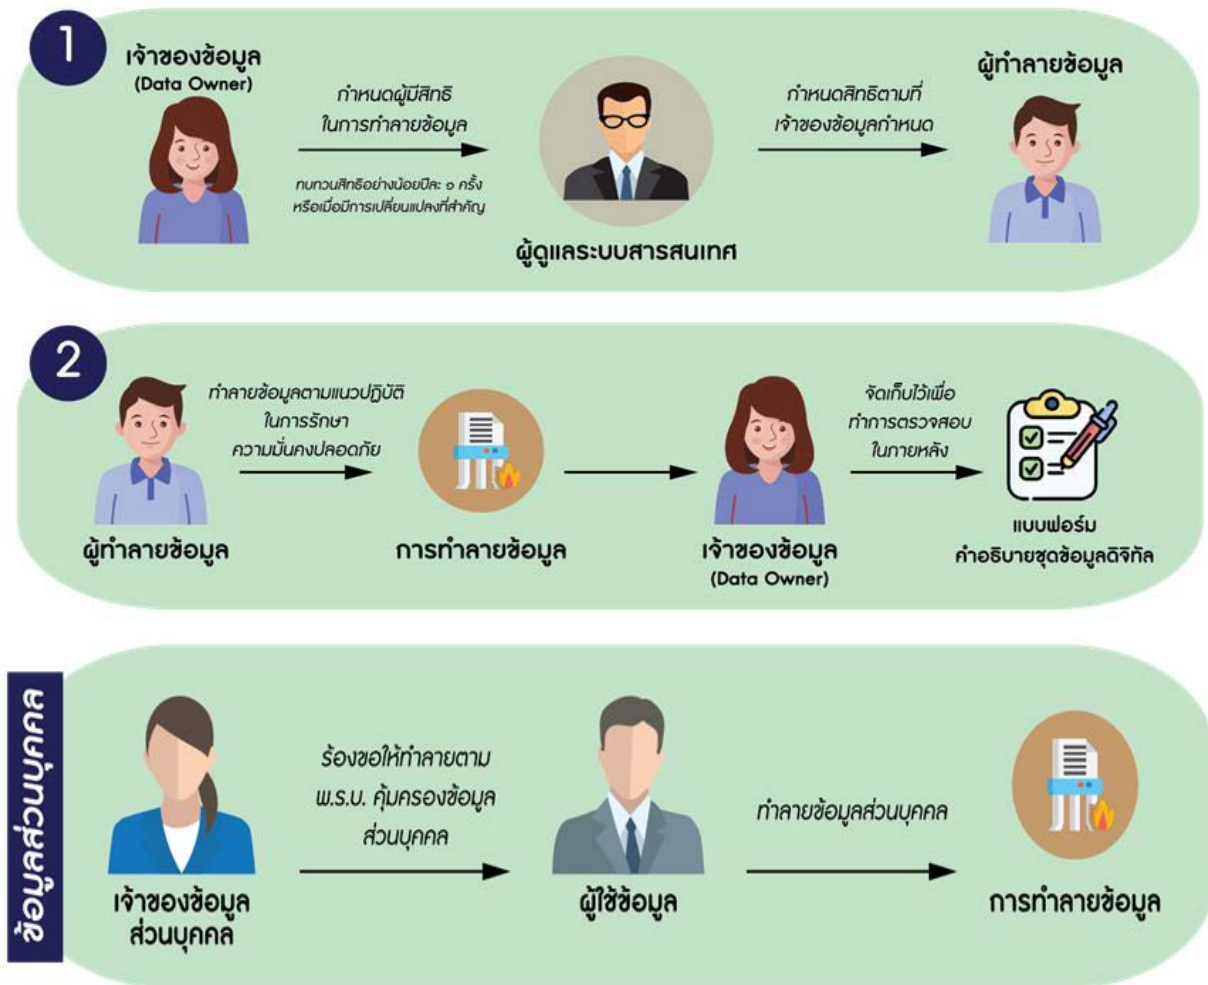 1
เจ้าของข้อมูล
(Data Owner)
กำหนดผู้มีสิทธิ
ในการทำลายข้อมูล
ทบทวนสิทธิอย่างน้อยปีละ ๑ ครั้ง
หรือเมื่อมีการเปลี่ยนแปลงที่สำคัญ
ผู้ดูแลระบบสารสนเทศ
กำหนดสิทธิตามที่
เจ้าของข้อมูลกำหนด
ผู้ทำลายข้อมูล
2
ผู้ทำลายข้อมูล
ทำลายข้อมูลตามแนวปฏิบัติ
ในการรักษา
ความมั่นคงปลอดภัย
การทำลายข้อมูล
เจ้าของข้อมูล
(Data Owner)
จัดเก็บไว้เพื่อ
ทำการตรวจสอบ
ในภายหลัง
แบบฟอร์ม
คำอธิบายชุดข้อมูลดิจิทัล
ข้อมูลส่วนบุคคล
เจ้าของข้อมูล
ส่วนบุคคล
ร้องขอให้ทำลายตาม
พ.ร.บ. คุ้มครองข้อมูล
ส่วนบุคคล
ผู้ใช้ข้อมูล
ทำลายข้อมูลส่วนบุคคล
การทำลายข้อมูล